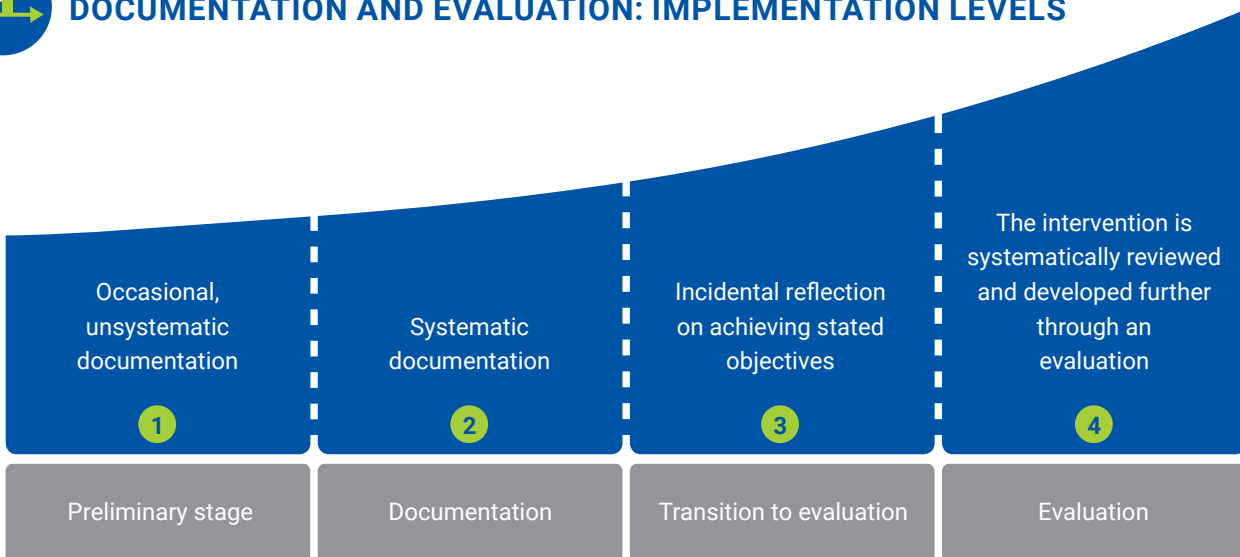 DOCUMENTATION AND EVALUATION: IMPLEMENTATION LEVELS
Occasional,
unsystematic
documentation
1
Preliminary stage
Systematic
documentation
2
Documentation
Incidental reflection
on achieving stated
objectives
3
Transition to evaluation
The intervention is
systematically reviewed
and developed further
through an
evaluation
4
Evaluation